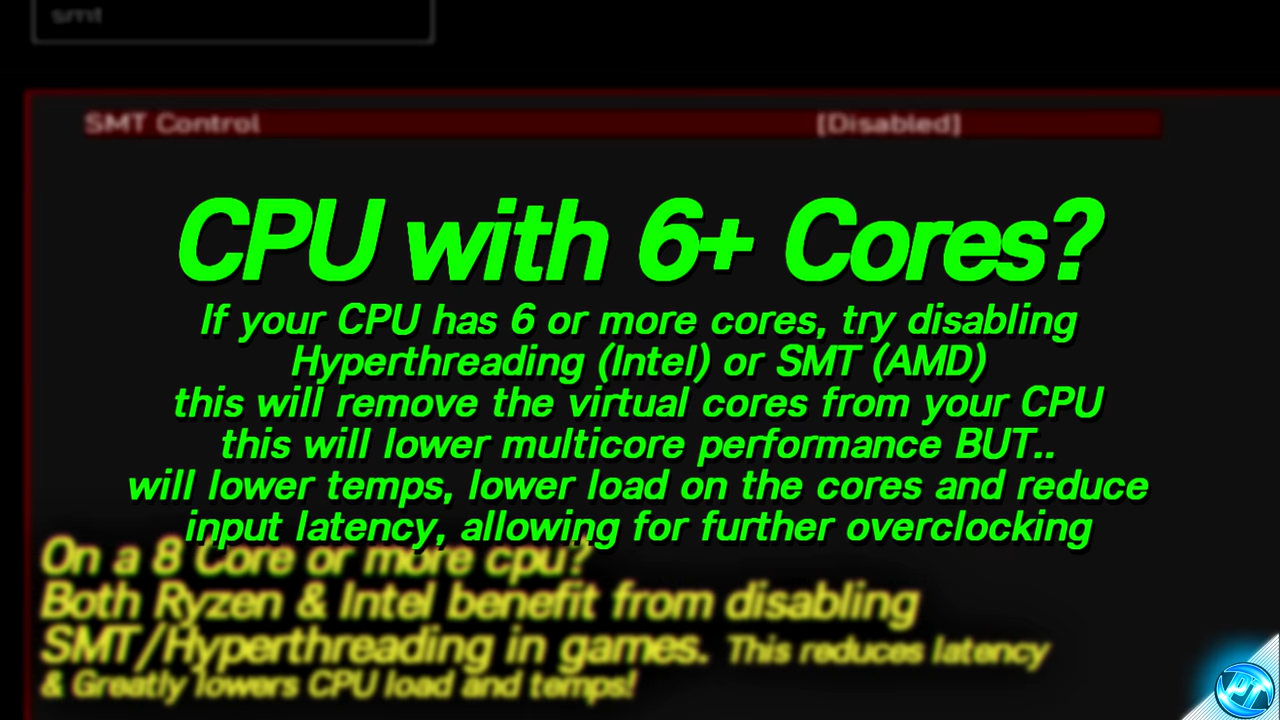 smt
SMT Control [Disabled]
CPU with 6+ Cores?
If your CPU has 6 or more cores, try disabling
Hyperthreading (Intel) or SMT (AMD)
this will remove the virtual cores from your CPU
this will lower multicore performance BUT..
will lower temps, lower load on the cores and reduce
input latency, allowing for further overclocking
On a 8 Core or more cpu?
Both Ryzen & Intel benefit from disabling
SMT/Hyperthreading in games. This reduces latency
& Greatly lowers CPU load and temps!
PT